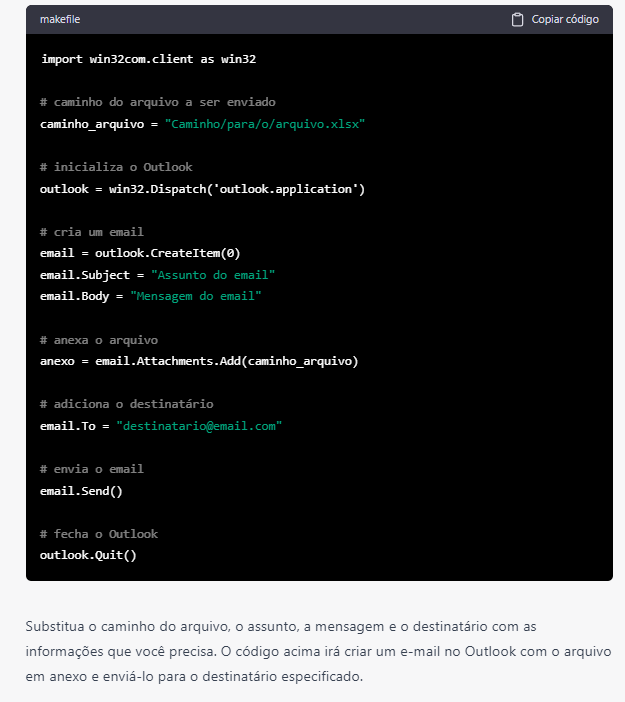 makefile
Copiar código
import win32com.client as win32
# caminho do arquivo a ser enviado
caminho_arquivo = "Caminho/para/o/arquivo.xlsx"
# inicializa o Outlook
outlook = win32.Dispatch('outlook.application')
# cria um email
email = outlook.CreateItem(0)
email.Subject = "Assunto do email"
email.Body = "Mensagem do email"
# anexa o arquivo
anexo = email.Attachments.Add(caminho_arquivo)
# adiciona o destinatário
email.To = "destinatario@email.com"
# envia o email
email.Send()
# fecha o Outlook
outlook.Quit()
Substitua o caminho do arquivo, o assunto, a mensagem e o destinatário com as
informações que você precisa. O código acima irá criar um e-mail no Outlook com o arquivo
em anexo e enviá-lo para o destinatário especificado.